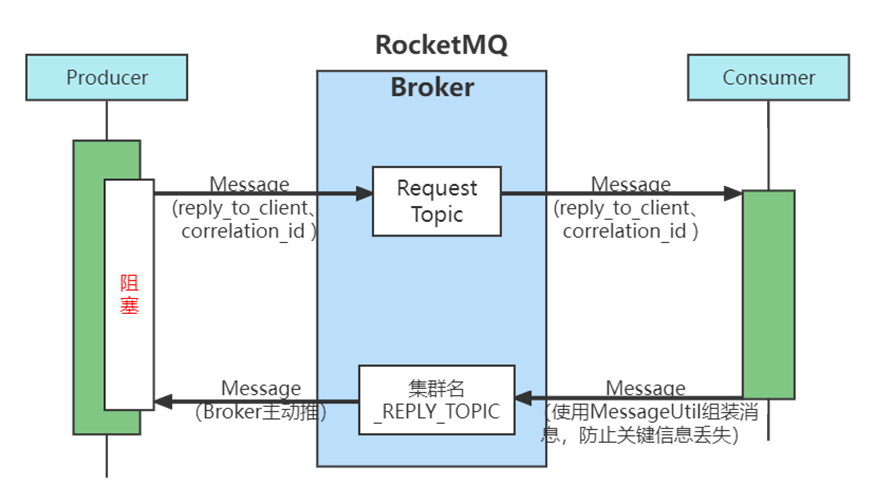 RocketMQ
Producer
Broker
Consumer
Message
(reply_to_client、
correlation_id )
Request
Topic
Message
(reply_to_client、
correlation_id )
阻
塞
Message
(Broker主动推)
集群名
_REPLY_TOPIC
Message
(使用MessageUtil组装消
息，防止关键信息丢失)